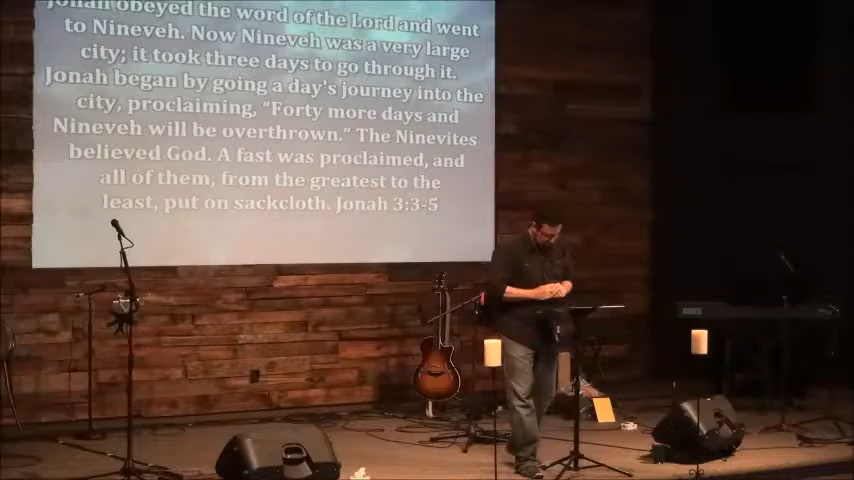 Jonah obeyed the word of the Lord and went
to Nineveh. Now Nineveh was a very large
city; it took three days to go through it.
Jonah began by going a day's journey into the
city, proclaiming, “Forty more days and
Nineveh will be overthrown.” The Ninevites
believed God. A fast was proclaimed, and
all of them, from the greatest to the
least, put on sackcloth. Jonah 3:3-5